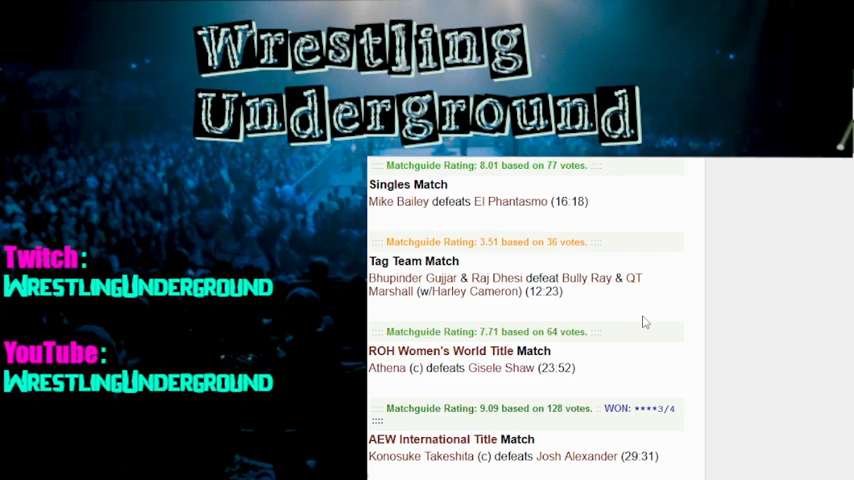 Wrestling
Underground
:::: Matchguide Rating: 8.01 based on 77 votes. ::::
Singles Match
Mike Bailey defeats El Phantasmo (16:18)
:::: Matchguide Rating: 3.51 based on 36 votes. ::::
Tag Team Match
Bhupinder Gujjar & Raj Dhesi defeat Bully Ray & QT
Marshall (w/Harley Cameron) (12:23)
Twitch:
WrestlingUnderground
:::: Matchguide Rating: 7.71 based on 64 votes. ::::
ROH Women's World Title Match
Athena (c) defeats Gisele Shaw (23:52)
YouTube:
WrestlingUnderground
:::: Matchguide Rating: 9.09 based on 128 votes. :: WON: ****3/4
::::
AEW International Title Match
Konosuke Takeshita (c) defeats Josh Alexander (29:31)